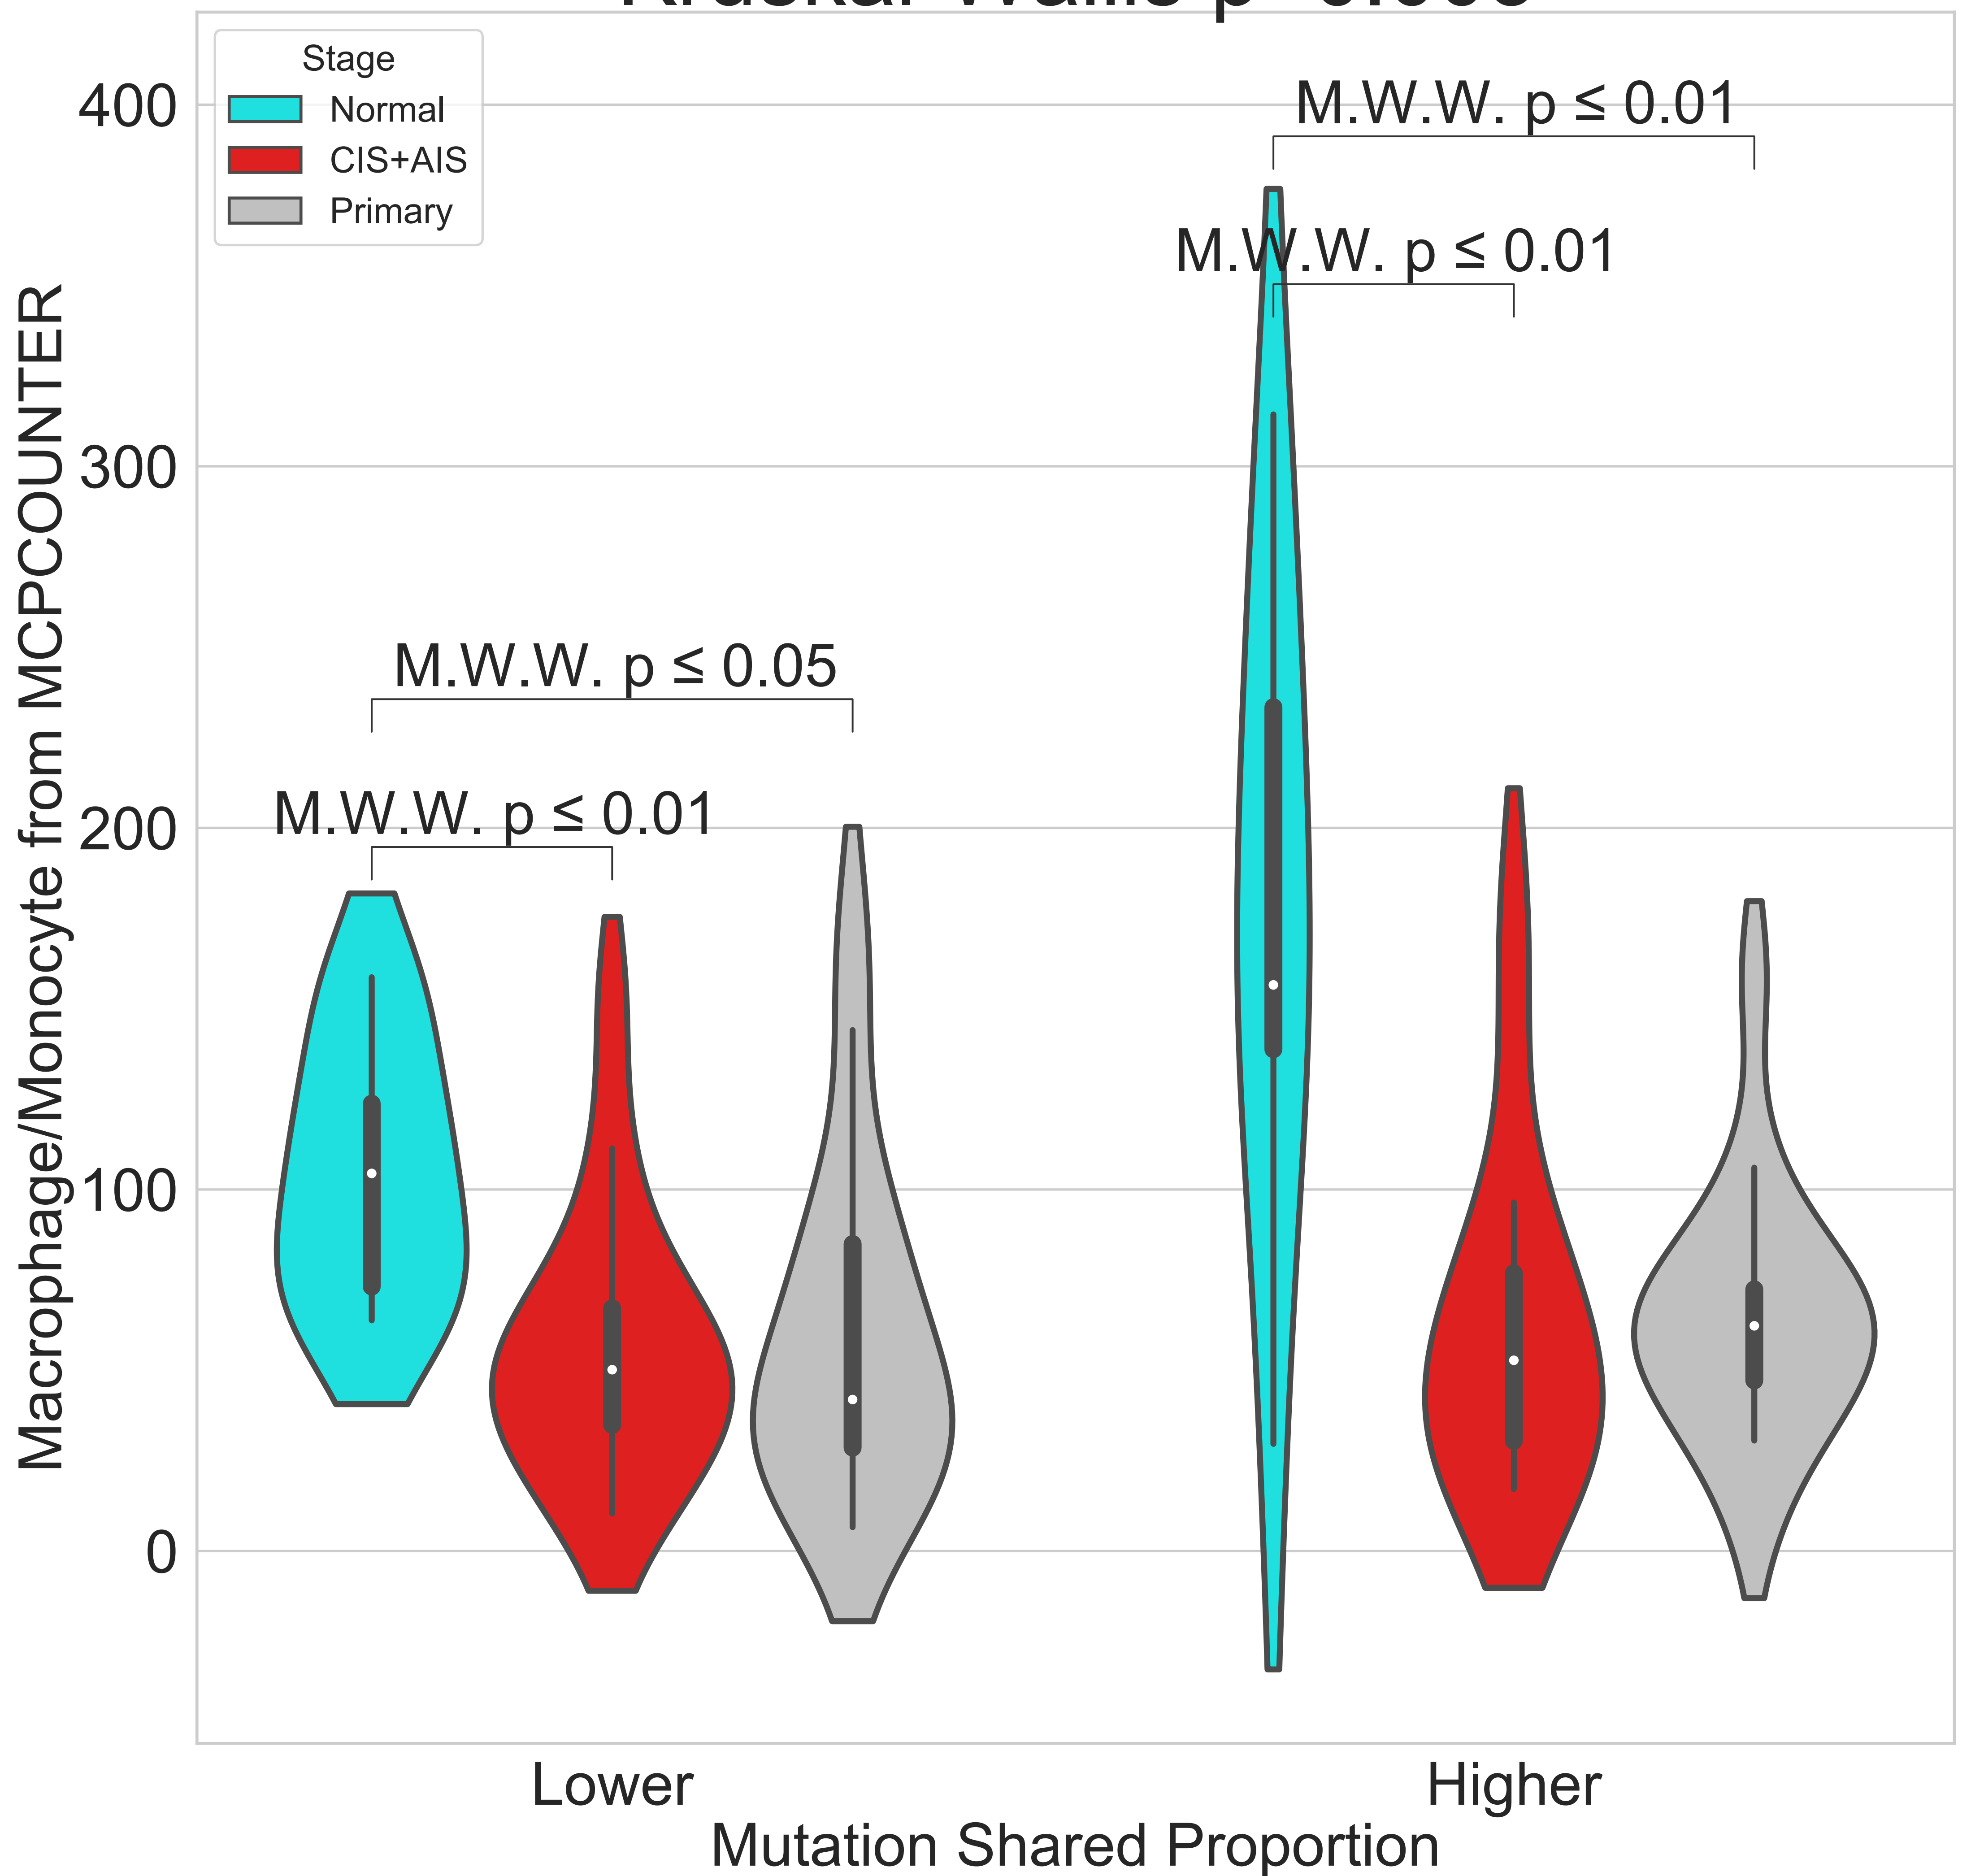 Stage
Normal
CIS+AIS
Primary
400
300
200
100
0
Macrophage/Monocyte from MCPCOUNTER
M.W.W. p ≤ 0.01
M.W.W. p ≤ 0.01
M.W.W. p ≤ 0.05
M.W.W. p ≤ 0.01
Lower
Higher
Mutation Shared Proportion